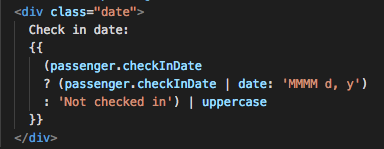 <div class="date">
  Check in date:
  {{
    (passenger.checkInDate
    ? (passenger.checkInDate | date: 'MMMM d, y')
    : 'Not checked in') | uppercase
  }}
</div>